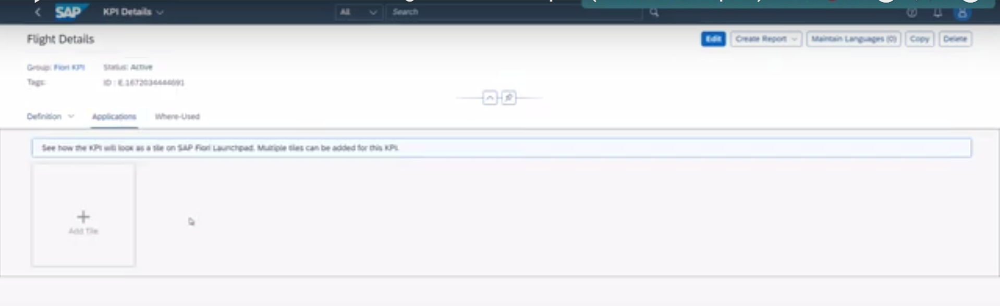 SAP KPI Details All Search
Flight Details Edit Create Report Maintain Languages (0) Copy Delete
Group: Fiori KPI Status: Active
Tags: ID : E.1672034444691
Definition Applications Where-Used
See how the KPI will look as a tile on SAP Fiori Launchpad. Multiple tiles can be added for this KPI.
Add Tile